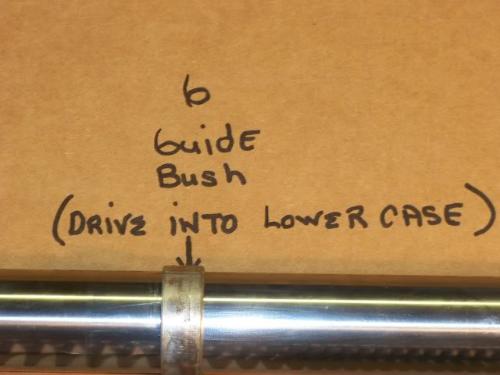 6
GuidE
Bush
(DRIVE INTO LOWER CASE)